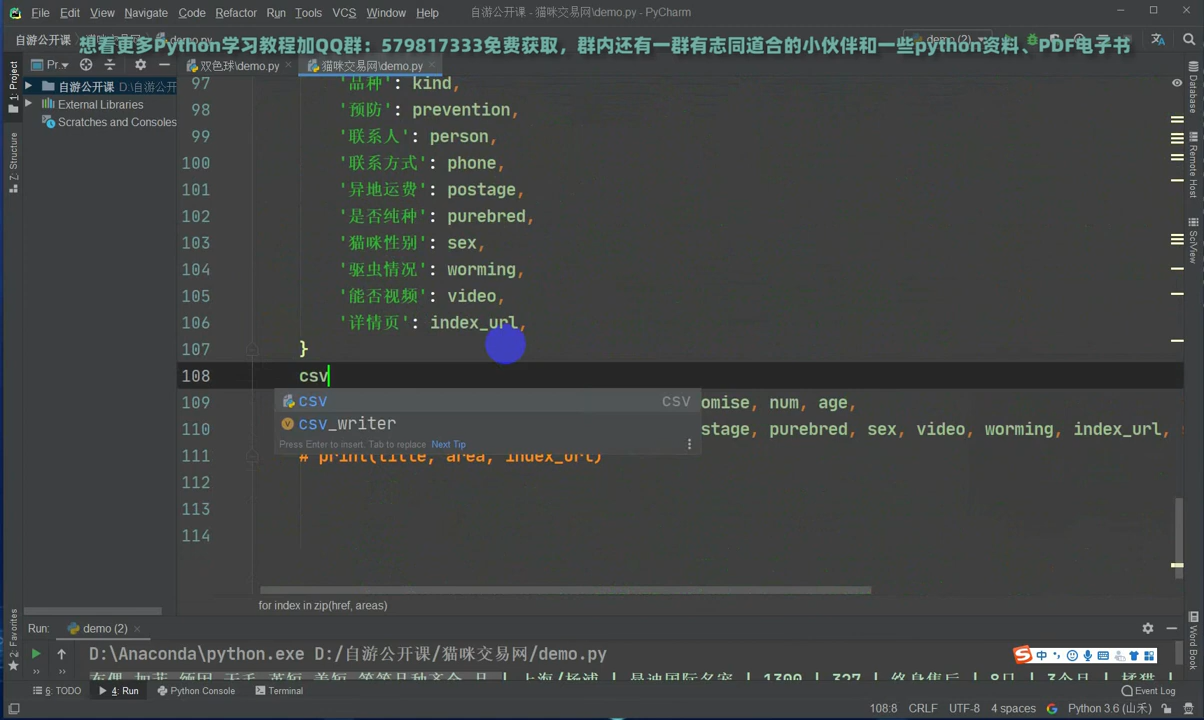 File Edit View Navigate Code Refactor Run Tools VCS Window Help 自游公开课 - 猫咪交易网\demo.py - PyCharm
自游公开课
想看更多Python学习教程加QQ群：579817333免费获取，群内还有一群有志同道合的小伙伴和一些python资料、PDF电子书
Pr... 双色球\demo.py 猫咪交易网\demo.py
1: Project
自游公开课 D:\自游公开
External Libraries
Scratches and Consoles
Z: Structure
97 '品种': kind,
98 '预防': prevention,
99 '联系人': person,
100 '联系方式': phone,
101 '异地运费': postage,
102 '是否纯种': purebred,
103 '猫咪性别': sex,
104 '驱虫情况': worming,
105 '能否视频': video,
106 '详情页': index_url,
107 }
108 csv
csv csv
csv_writer
Press Enter to insert, Tab to replace Next Tip
109 omise, num, age,
110 stage, purebred, sex, video, worming, index_url,
111 # print(title, area, index_url)
112
113
114
for index in zip(href, areas)
Database
Remote Host
SciView
Word Book
2: Favorites
Run: demo (2)
D:\Anaconda\python.exe D:/自游公开课/猫咪交易网/demo.py
中
6: TODO 4: Run Python Console Terminal Event Log
108:8 CRLF UTF-8 4 spaces Python 3.6 (山禾)